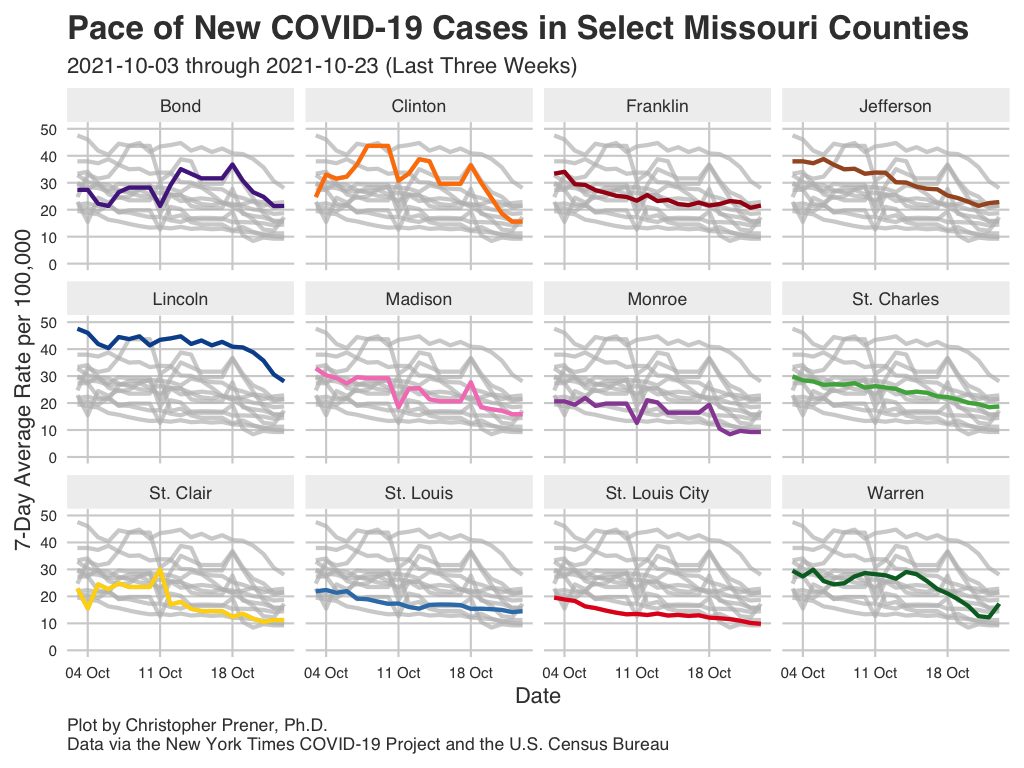 Pace of New COVID-19 Cases in Select Missouri Counties
2021-10-03 through 2021-10-23 (Last Three Weeks)
Bond Clinton Franklin Jefferson
50
40
30
20
10
0
Lincoln Madison Monroe St. Charles
50
40
30
20
10
0
St. Clair St. Louis St. Louis City Warren
50
40
30
20
10
0
7-Day Average Rate per 100,000
04 Oct 11 Oct 18 Oct 04 Oct 11 Oct 18 Oct 04 Oct 11 Oct 18 Oct 04 Oct 11 Oct 18 Oct
Date
Plot by Christopher Prener, Ph.D.
Data via the New York Times COVID-19 Project and the U.S. Census Bureau